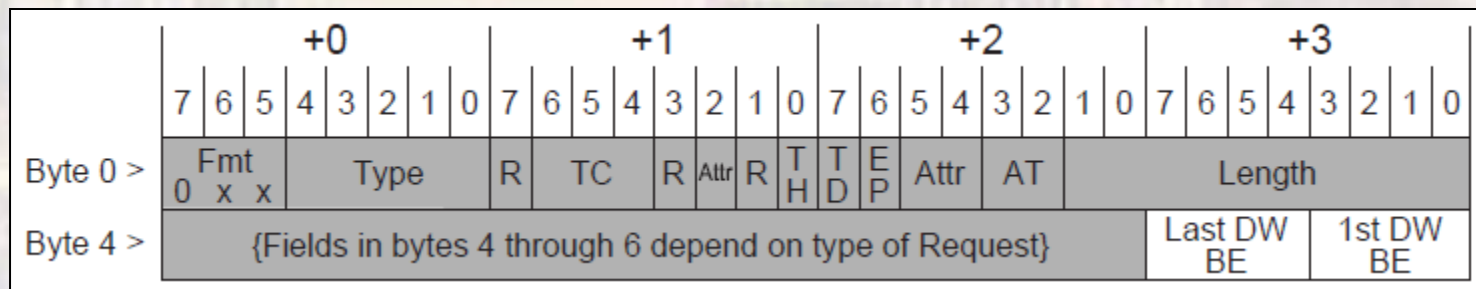 +0 +1 +2 +3
7 6 5 4 3 2 1 0 7 6 5 4 3 2 1 0 7 6 5 4 3 2 1 0 7 6 5 4 3 2 1 0
Byte 0 > Fmt 0 x x Type R TC R Attr R TH TD EP Attr AT Length
Byte 4 > {Fields in bytes 4 through 6 depend on type of Request} Last DW BE 1st DW BE